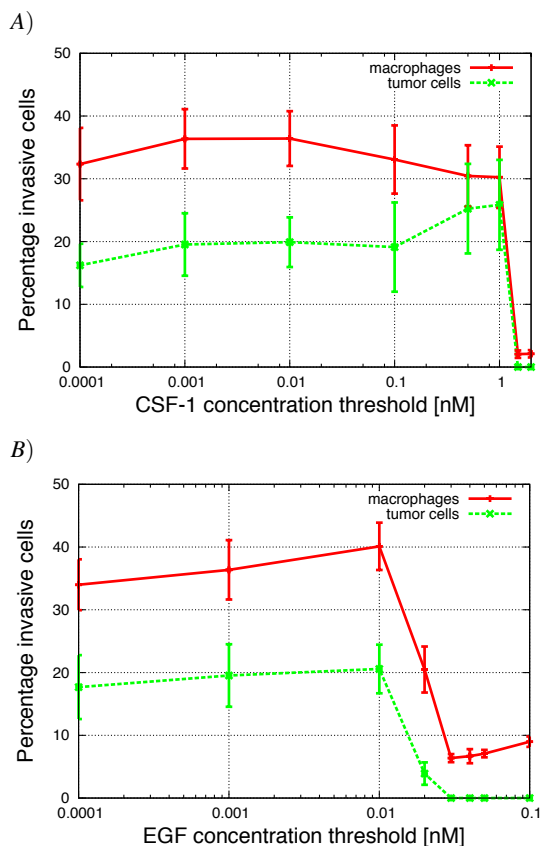 A)
50
40
30
20
10
0
Percentage invasive cells
macrophages
tumor cells
0.0001 0.001 0.01 0.1 1
CSF-1 concentration threshold [nM]
B)
50
40
30
20
10
0
Percentage invasive cells
macrophages
tumor cells
0.0001 0.001 0.01 0.1
EGF concentration threshold [nM]